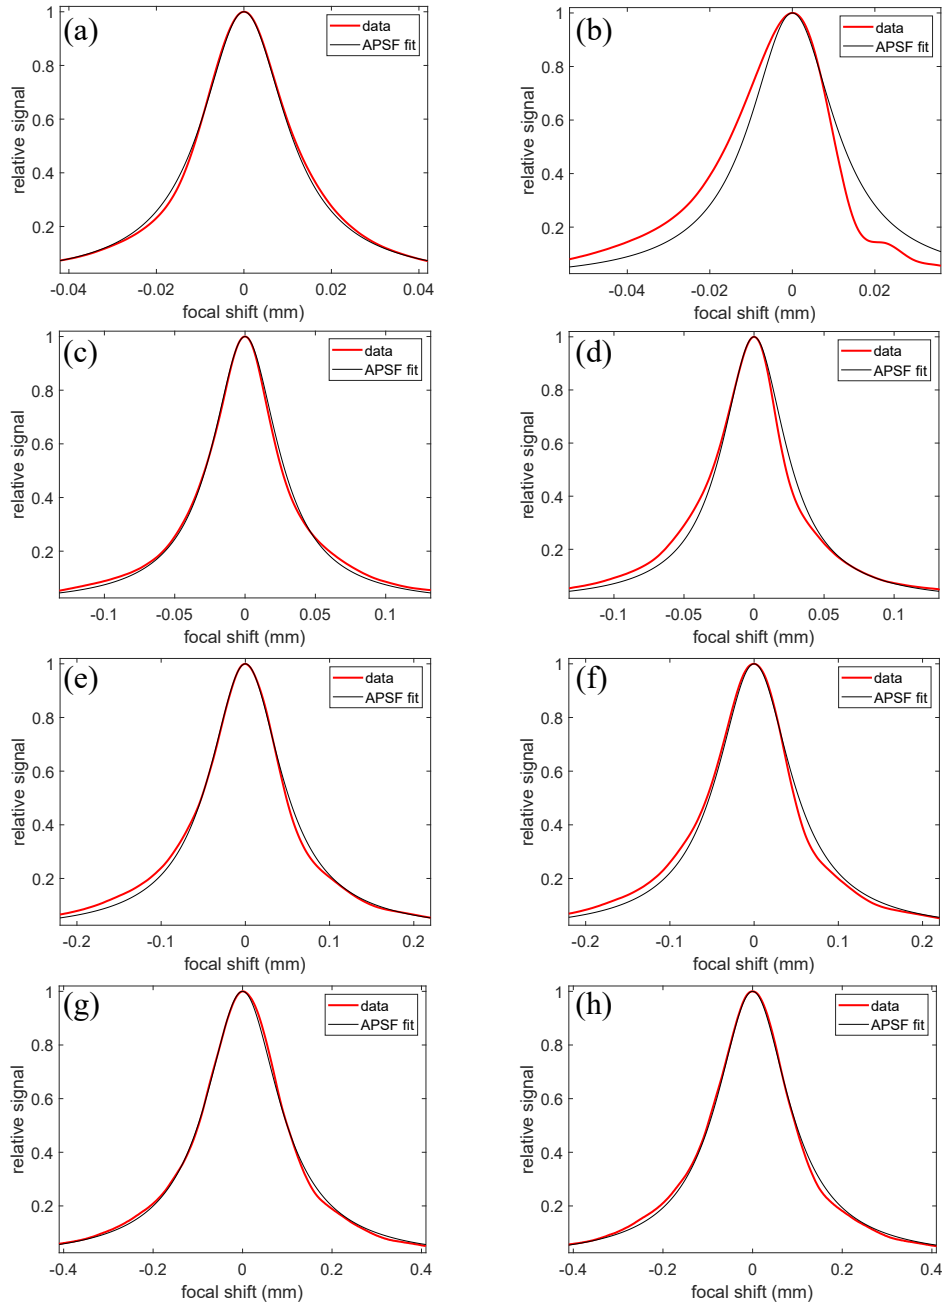 (a)
data
APSF fit
relative signal
1
0.8
0.6
0.4
0.2
-0.04
-0.02
0
0.02
0.04
focal shift (mm)
(b)
data
APSF fit
relative signal
1
0.8
0.6
0.4
0.2
-0.04
-0.02
0
0.02
focal shift (mm)
(c)
data
APSF fit
relative signal
1
0.8
0.6
0.4
0.2
-0.1
-0.05
0
0.05
0.1
focal shift (mm)
(d)
data
APSF fit
relative signal
1
0.8
0.6
0.4
0.2
-0.1
-0.05
0
0.05
0.1
focal shift (mm)
(e)
data
APSF fit
relative signal
1
0.8
0.6
0.4
0.2
-0.2
-0.1
0
0.1
0.2
focal shift (mm)
(f)
data
APSF fit
relative signal
1
0.8
0.6
0.4
0.2
-0.2
-0.1
0
0.1
0.2
focal shift (mm)
(g)
data
APSF fit
relative signal
1
0.8
0.6
0.4
0.2
-0.4
-0.2
0
0.2
0.4
focal shift (mm)
(h)
data
APSF fit
relative signal
1
0.8
0.6
0.4
0.2
-0.4
-0.2
0
0.2
0.4
focal shift (mm)